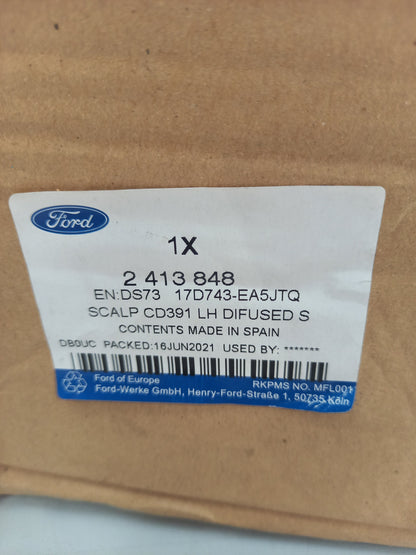 Ford
1X
2 413 848
EN:DS73 17D743-EA5JTQ
SCALP CD391 LH DIFUSED S
CONTENTS MADE IN SPAIN
DB0UC PACKED:16JUN2021 USED BY: *******
Ford of Europe RKPMS NO. MFL001
Ford-Werke GmbH, Henry-Ford-Straße 1, 50735 Köln